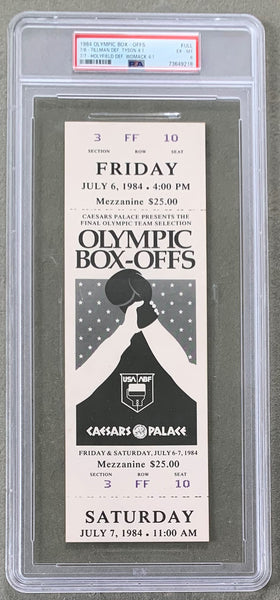 1984 OLYMPIC BOX - OFFS FULL
7/6 - TILLMAN DEF. TYSON 4:1 EX - MT
7/7 - HOLYFIELD DEF. WOMACK 4:1 6
PSA 73649218
3 FF 10
SECTION ROW SEAT
FRIDAY
JULY 6, 1984 • 4:00 PM
Mezzanine $25.00
CAESARS PALACE PRESENTS THE
FINAL OLYMPIC TEAM SELECTION
OLYMPIC
BOX-OFFS
USA/ABF
CAESARS PALACE
FRIDAY & SATURDAY, JULY 6-7, 1984
Mezzanine $25.00
SECTION ROW SEAT
3 FF 10
SATURDAY
JULY 7, 1984 • 11:00 AM